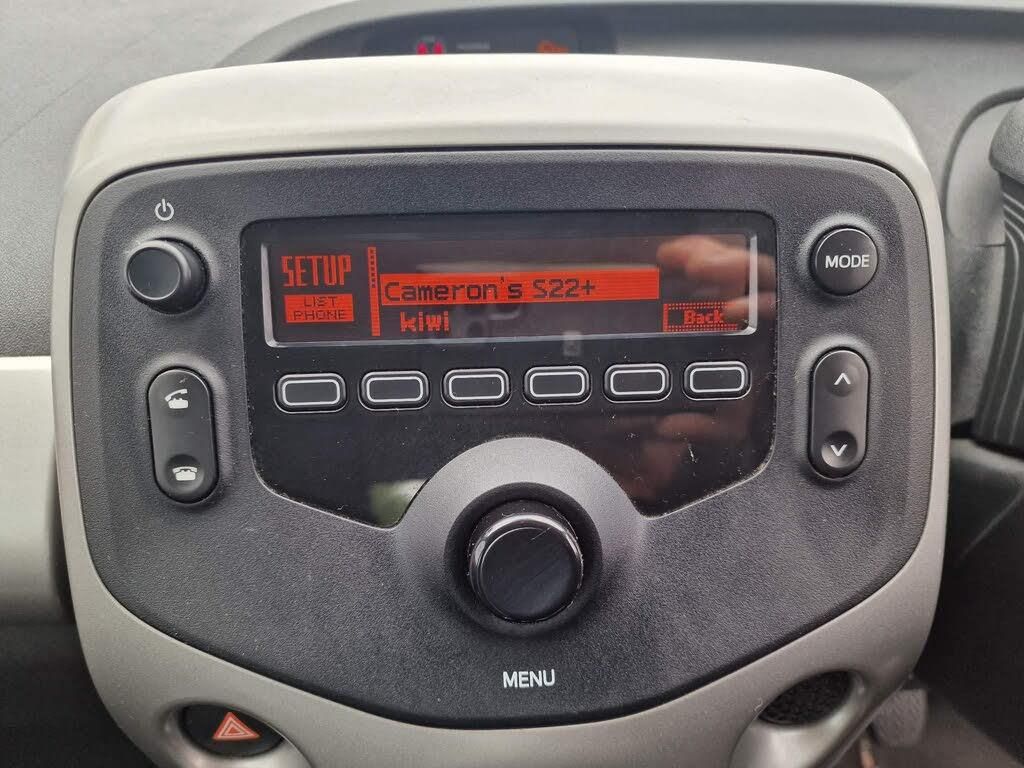 SETUP
LIST
PHONE
Cameron's S22+
kiwi
Back
MODE
MENU